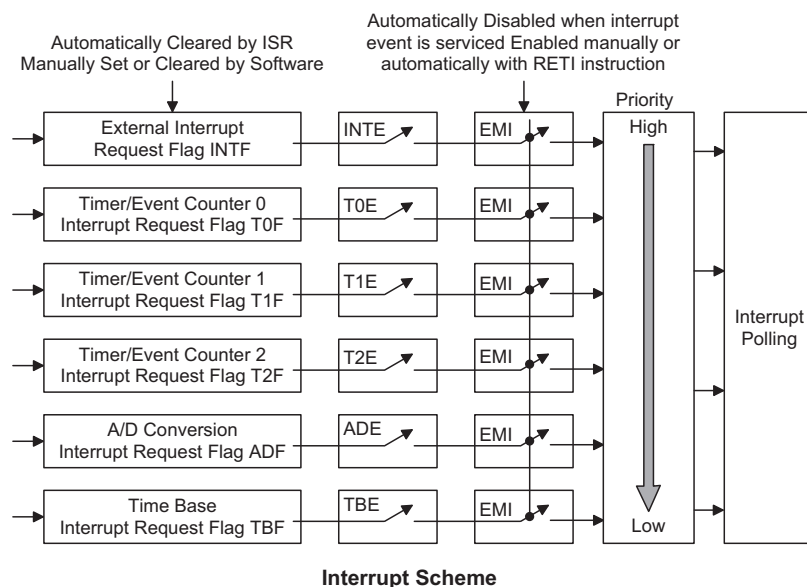 Automatically Cleared by ISR
Manually Set or Cleared by Software
Automatically Disabled when interrupt
event is serviced Enabled manually or
automatically with RETI instruction
Priority
External Interrupt
Request Flag INTF
INTE
EMI
High
Timer/Event Counter 0
Interrupt Request Flag T0F
T0E
EMI
Timer/Event Counter 1
Interrupt Request Flag T1F
T1E
EMI
Interrupt
Polling
Timer/Event Counter 2
Interrupt Request Flag T2F
T2E
EMI
A/D Conversion
Interrupt Request Flag ADF
ADE
EMI
Time Base
Interrupt Request Flag TBF
TBE
EMI
Low
Interrupt Scheme